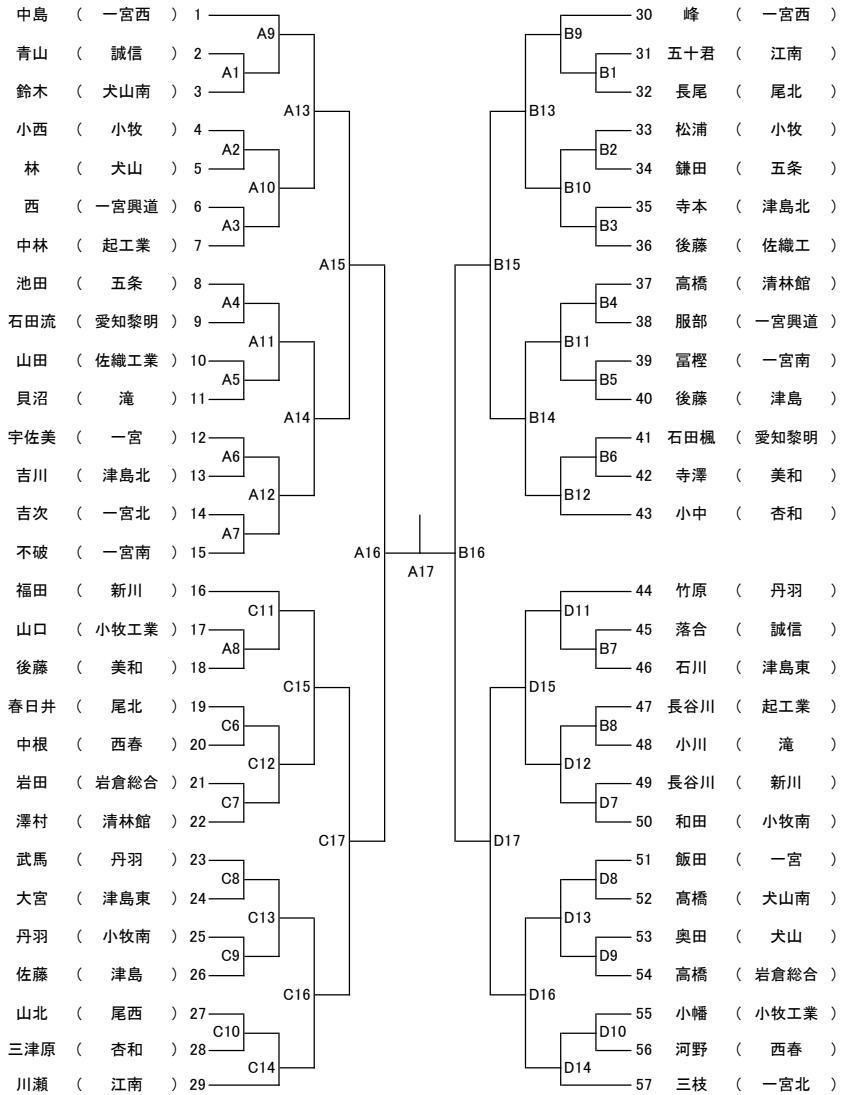 中島 （ 一宮西 ） 1
青山 （ 誠信 ） 2
鈴木 （ 犬山南 ） 3
小西 （ 小牧 ） 4
林 （ 犬山 ） 5
西 （ 一宮興道 ） 6
中林 （ 起工業 ） 7
池田 （ 五条 ） 8
石田流 （ 愛知黎明 ） 9
山田 （ 佐織工業 ） 10
貝沼 （ 滝 ） 11
宇佐美 （ 一宮 ） 12
吉川 （ 津島北 ） 13
吉次 （ 一宮北 ） 14
不破 （ 一宮南 ） 15
福田 （ 新川 ） 16
山口 （ 小牧工業 ） 17
後藤 （ 美和 ） 18
春日井 （ 尾北 ） 19
中根 （ 西春 ） 20
岩田 （ 岩倉総合 ） 21
澤村 （ 清林館 ） 22
武馬 （ 丹羽 ） 23
大宮 （ 津島東 ） 24
丹羽 （ 小牧南 ） 25
佐藤 （ 津島 ） 26
山北 （ 尾西 ） 27
三津原 （ 杏和 ） 28
川瀬 （ 江南 ） 29
A9
A1
A13
A2
A10
A3
A15
A4
A11
A5
A14
A6
A12
A7
A16
C11
A8
C15
C6
C12
C7
C17
C8
C13
C9
C16
C10
C14
A17
B9
B1
B13
B2
B10
B3
B15
B4
B11
B5
B14
B6
B12
B16
D11
B7
D15
B8
D12
D7
D17
D8
D13
D9
D16
D10
D14
30 峰 （ 一宮西 ）
31 五十君 （ 江南 ）
32 長尾 （ 尾北 ）
33 松浦 （ 小牧 ）
34 鎌田 （ 五条 ）
35 寺本 （ 津島北 ）
36 後藤 （ 佐織工 ）
37 高橋 （ 清林館 ）
38 服部 （ 一宮興道 ）
39 冨樫 （ 一宮南 ）
40 後藤 （ 津島 ）
41 石田楓 （ 愛知黎明 ）
42 寺澤 （ 美和 ）
43 小中 （ 杏和 ）
44 竹原 （ 丹羽 ）
45 落合 （ 誠信 ）
46 石川 （ 津島東 ）
47 長谷川 （ 起工業 ）
48 小川 （ 滝 ）
49 長谷川 （ 新川 ）
50 和田 （ 小牧南 ）
51 飯田 （ 一宮 ）
52 髙橋 （ 犬山南 ）
53 奥田 （ 犬山 ）
54 高橋 （ 岩倉総合 ）
55 小幡 （ 小牧工業 ）
56 河野 （ 西春 ）
57 三枝 （ 一宮北 ）